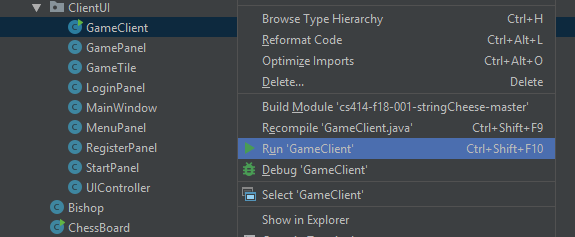 ClientUI
GameClient
GamePanel
GameTile
LoginPanel
MainWindow
MenuPanel
RegisterPanel
StartPanel
UIController
Bishop
ChessBoard
Browse Type Hierarchy Ctrl+H
Reformat Code Ctrl+Alt+L
Optimize Imports Ctrl+Alt+O
Delete... Delete
Build Module 'cs414-f18-001-stringCheese-master'
Recompile 'GameClient.java' Ctrl+Shift+F9
Run 'GameClient' Ctrl+Shift+F10
Debug 'GameClient'
Select 'GameClient'
Show in Explorer